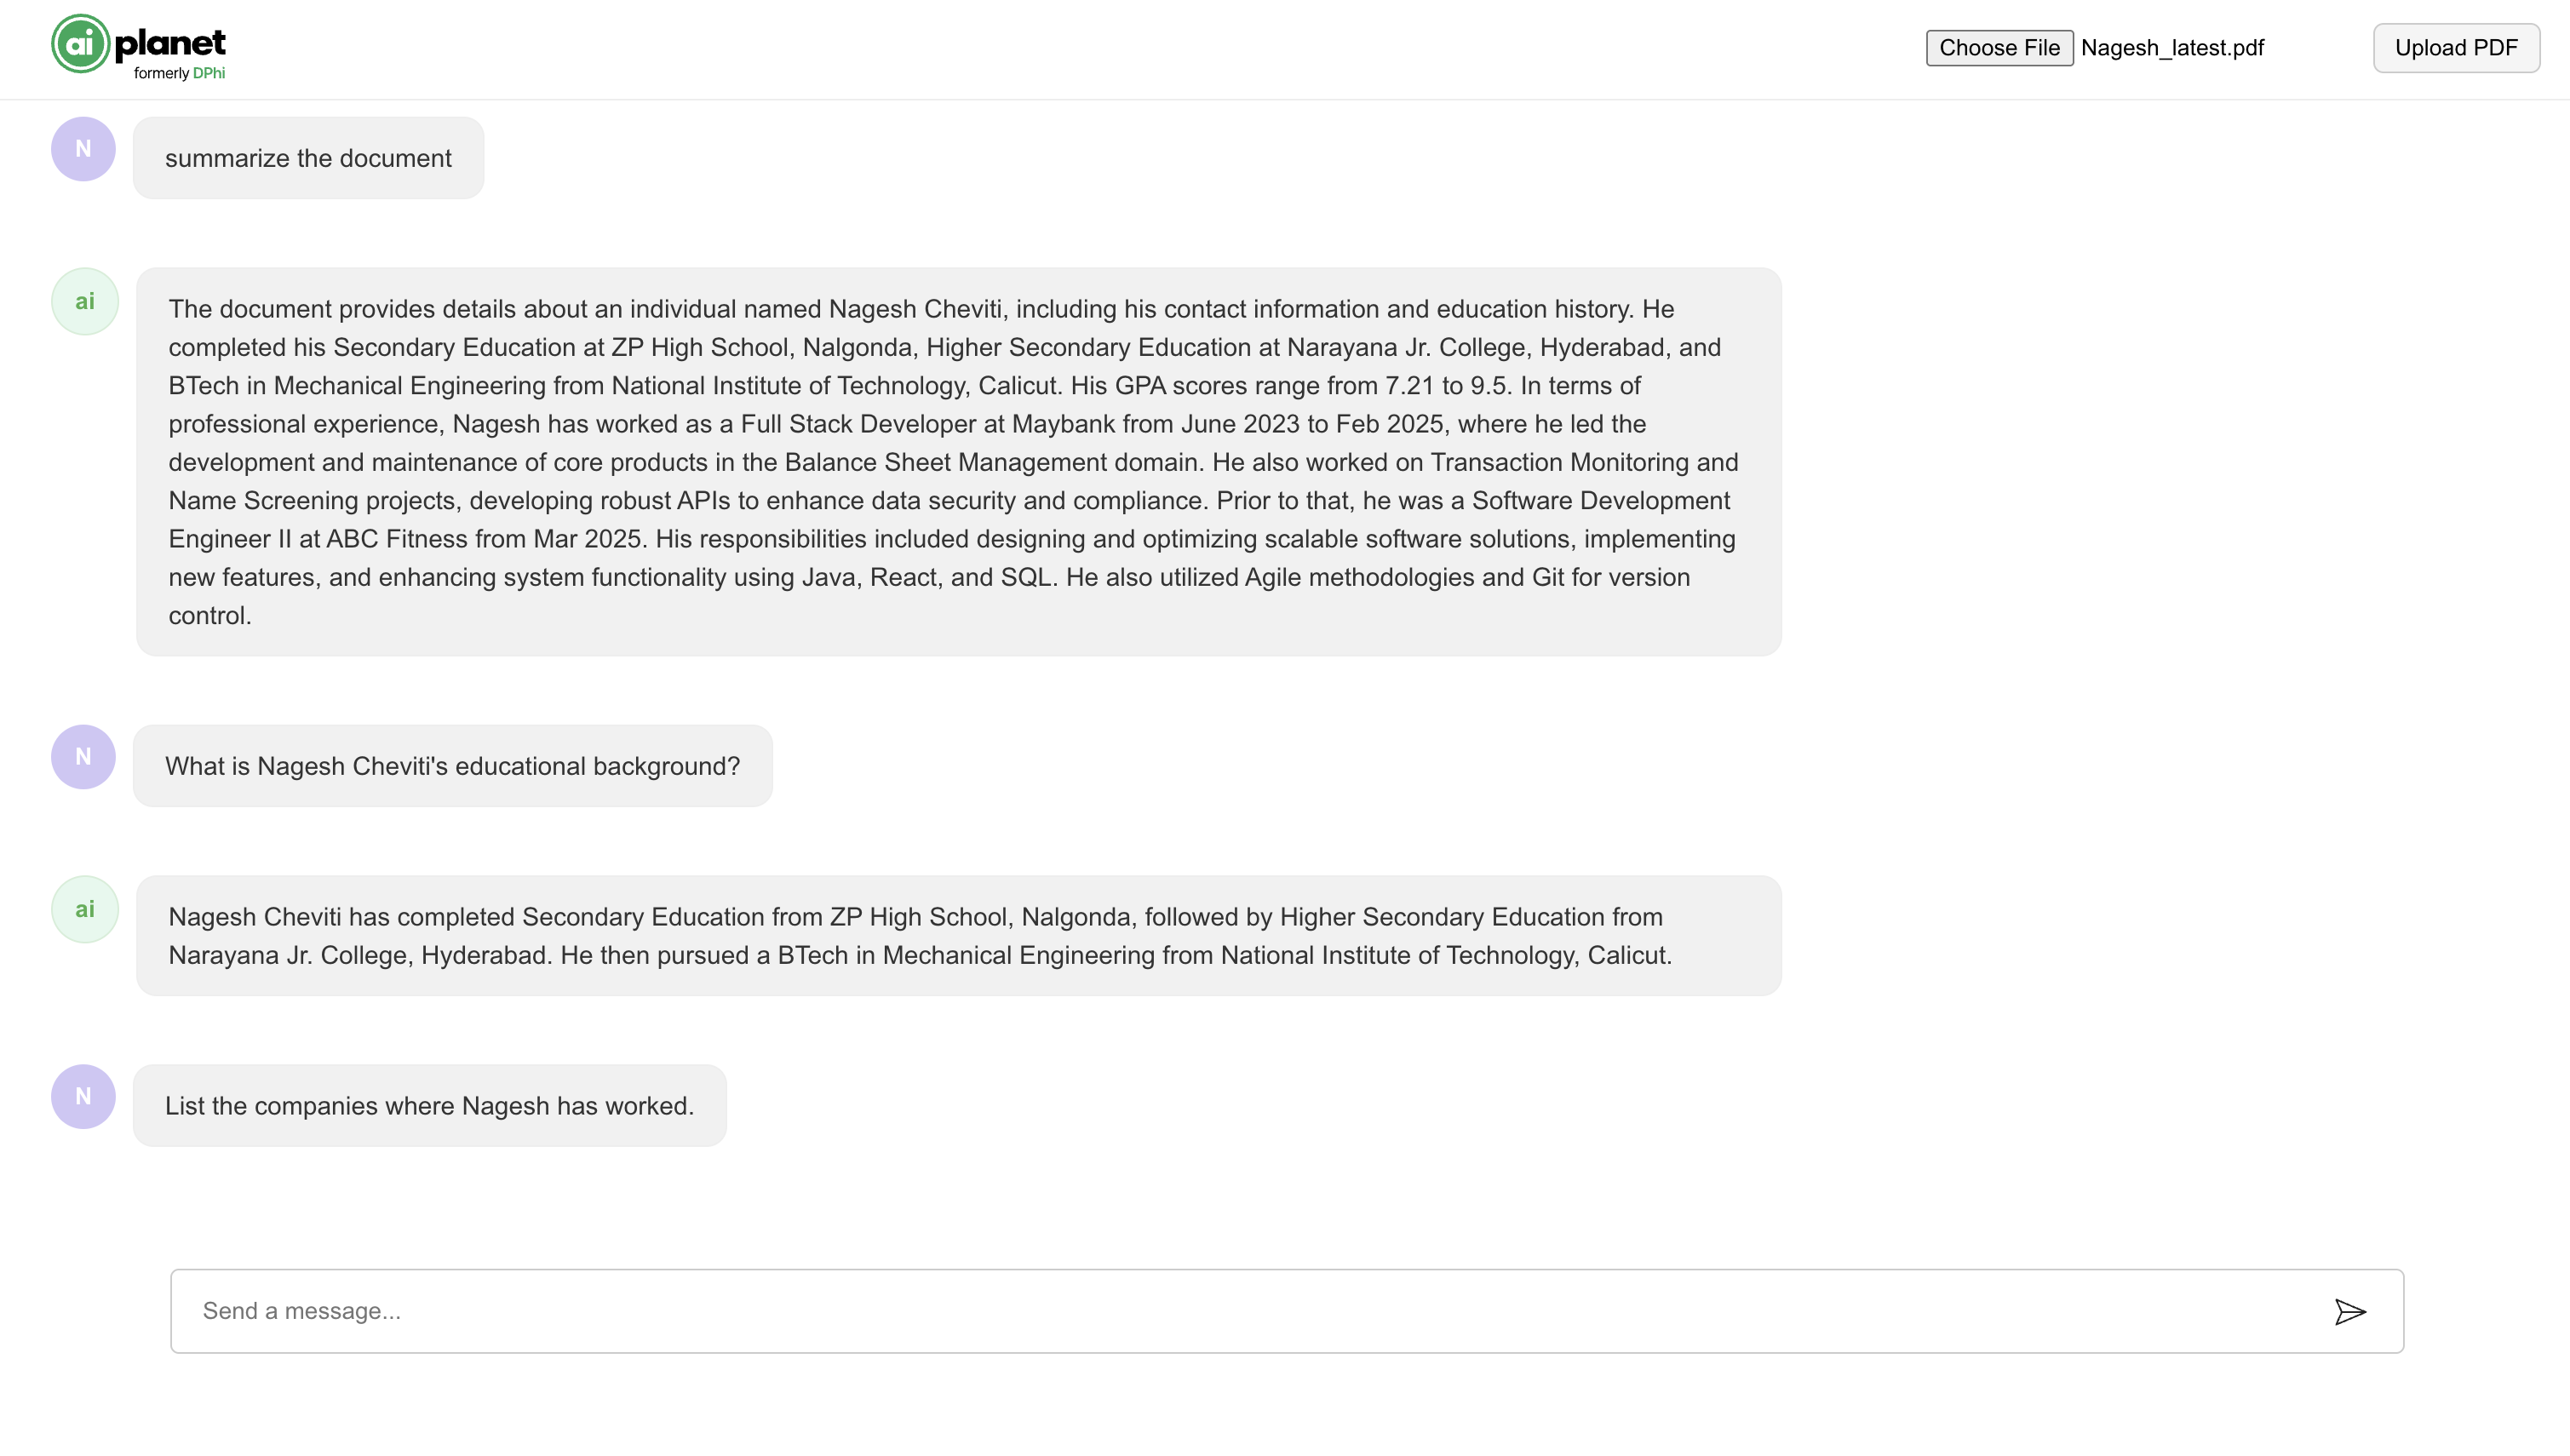 ai planet
formerly DPhi
Choose File Nagesh_latest.pdf
Upload PDF
N
summarize the document
ai
The document provides details about an individual named Nagesh Cheviti, including his contact information and education history. He
completed his Secondary Education at ZP High School, Nalgonda, Higher Secondary Education at Narayana Jr. College, Hyderabad, and
BTech in Mechanical Engineering from National Institute of Technology, Calicut. His GPA scores range from 7.21 to 9.5. In terms of
professional experience, Nagesh has worked as a Full Stack Developer at Maybank from June 2023 to Feb 2025, where he led the
development and maintenance of core products in the Balance Sheet Management domain. He also worked on Transaction Monitoring and
Name Screening projects, developing robust APIs to enhance data security and compliance. Prior to that, he was a Software Development
Engineer II at ABC Fitness from Mar 2025. His responsibilities included designing and optimizing scalable software solutions, implementing
new features, and enhancing system functionality using Java, React, and SQL. He also utilized Agile methodologies and Git for version
control.
N
What is Nagesh Cheviti's educational background?
ai
Nagesh Cheviti has completed Secondary Education from ZP High School, Nalgonda, followed by Higher Secondary Education from
Narayana Jr. College, Hyderabad. He then pursued a BTech in Mechanical Engineering from National Institute of Technology, Calicut.
N
List the companies where Nagesh has worked.
Send a message...